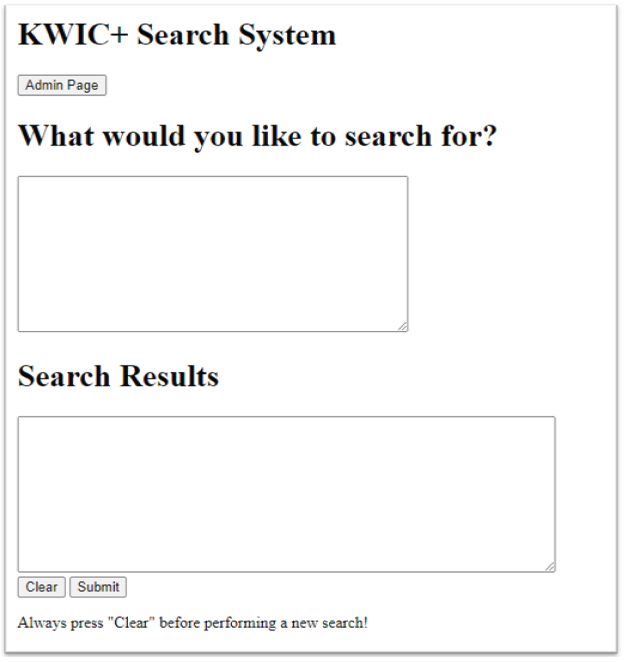 KWIC+ Search System
Admin Page
What would you like to search for?
Search Results
Clear Submit
Always press "Clear" before performing a new search!